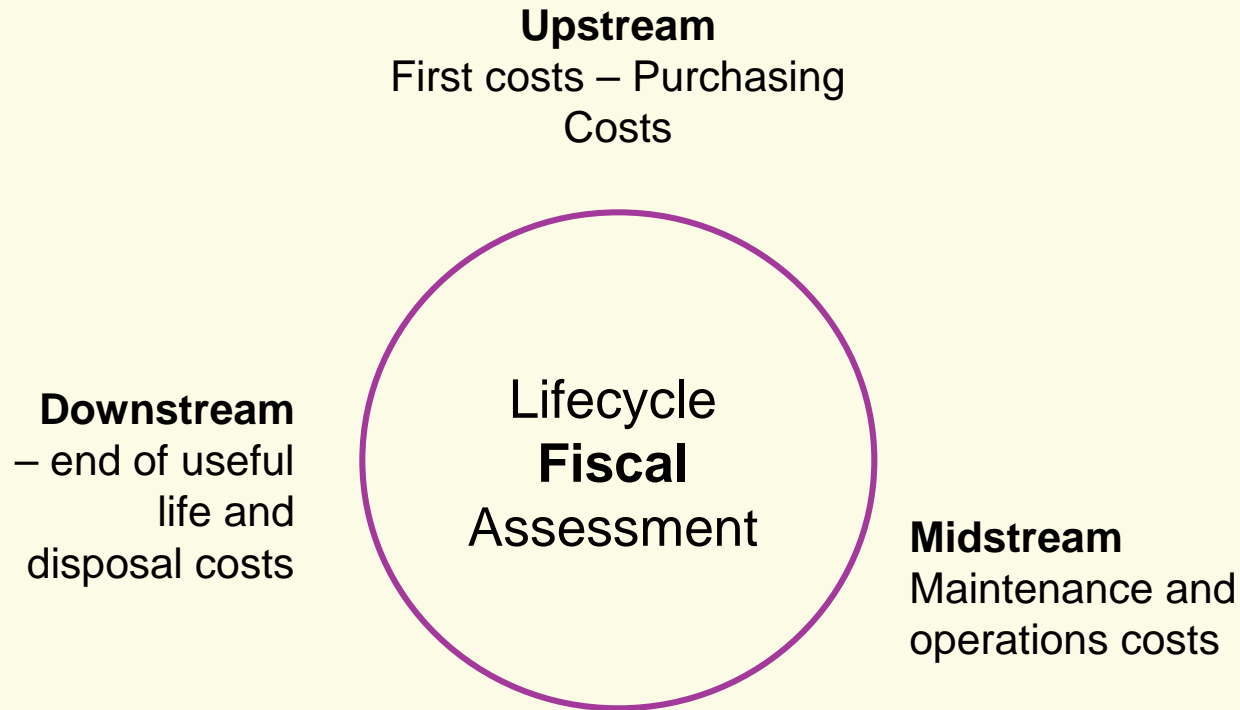 Upstream
First costs – Purchasing
Costs
Lifecycle
Fiscal
Assessment
Downstream
– end of useful
life and
disposal costs
Midstream
Maintenance and
operations costs